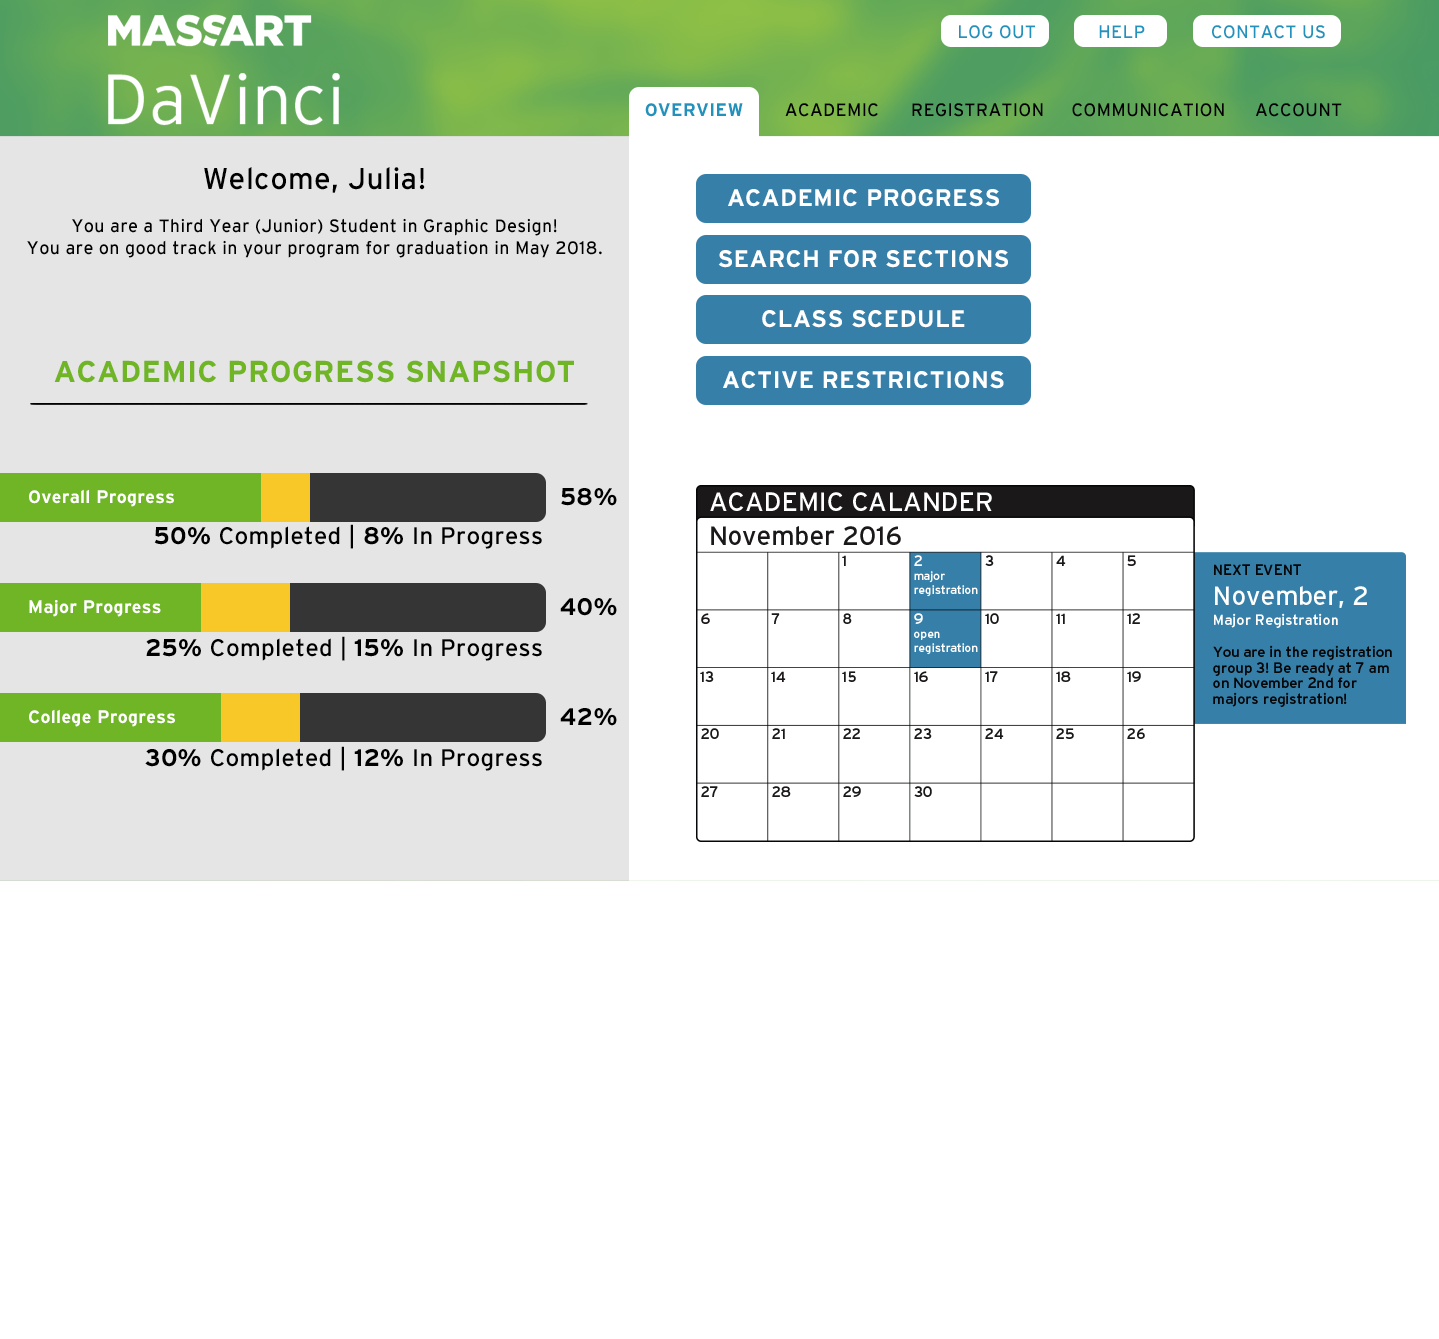 MASSART
DaVinci
LOG OUT
HELP
CONTACT US
OVERVIEW
ACADEMIC
REGISTRATION
COMMUNICATION
ACCOUNT
Welcome, Julia!
You are a Third Year (Junior) Student in Graphic Design!
You are on good track in your program for graduation in May 2018.
ACADEMIC PROGRESS SNAPSHOT
Overall Progress
58%
50% Completed | 8% In Progress
Major Progress
40%
25% Completed | 15% In Progress
College Progress
42%
30% Completed | 12% In Progress
ACADEMIC PROGRESS
SEARCH FOR SECTIONS
CLASS SCEDULE
ACTIVE RESTRICTIONS
ACADEMIC CALANDER
November 2016
1 2 3 4 5
major
registration
6 7 8 9 10 11 12
open
registration
13 14 15 16 17 18 19
20 21 22 23 24 25 26
27 28 29 30
NEXT EVENT
November, 2
Major Registration
You are in the registration
group 3! Be ready at 7 am
on November 2nd for
majors registration!